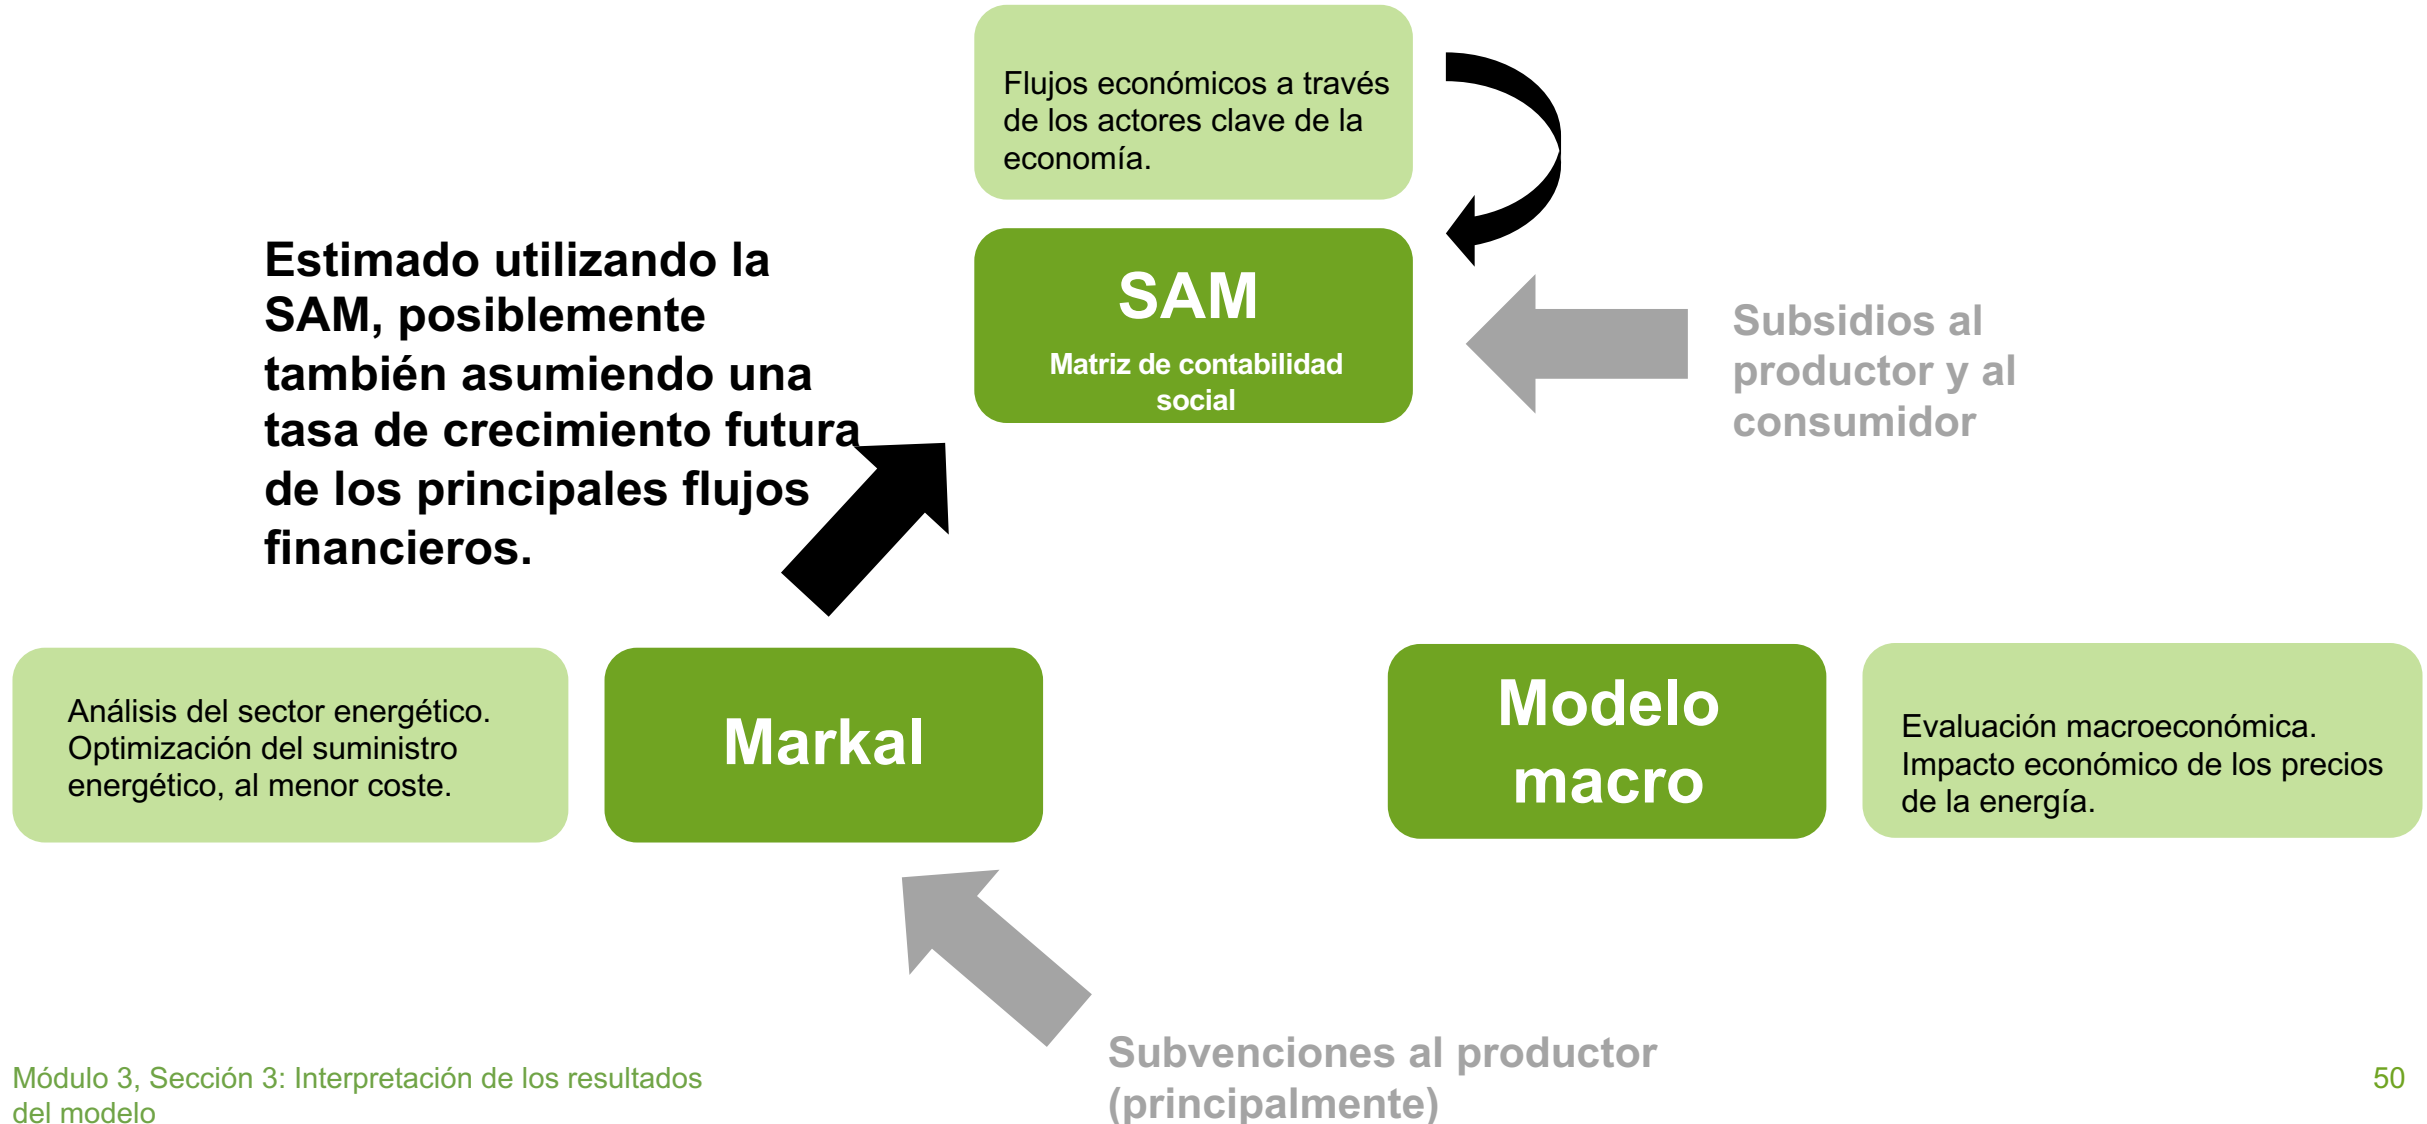 Flujos económicos a través
de los actores clave de la
economía.
Estimado utilizando la
SAM, posiblemente
también asumiendo una
tasa de crecimiento futura
de los principales flujos
financieros.
SAM
Matriz de contabilidad
social
Subsidios al
productor y al
consumidor
Análisis del sector energético.
Optimización del suministro
energético, al menor coste.
Markal
Modelo
macro
Evaluación macroeconómica.
Impacto económico de los precios
de la energía.
Subvenciones al productor
(principalmente)
Módulo 3, Sección 3: Interpretación de los resultados
del modelo
50